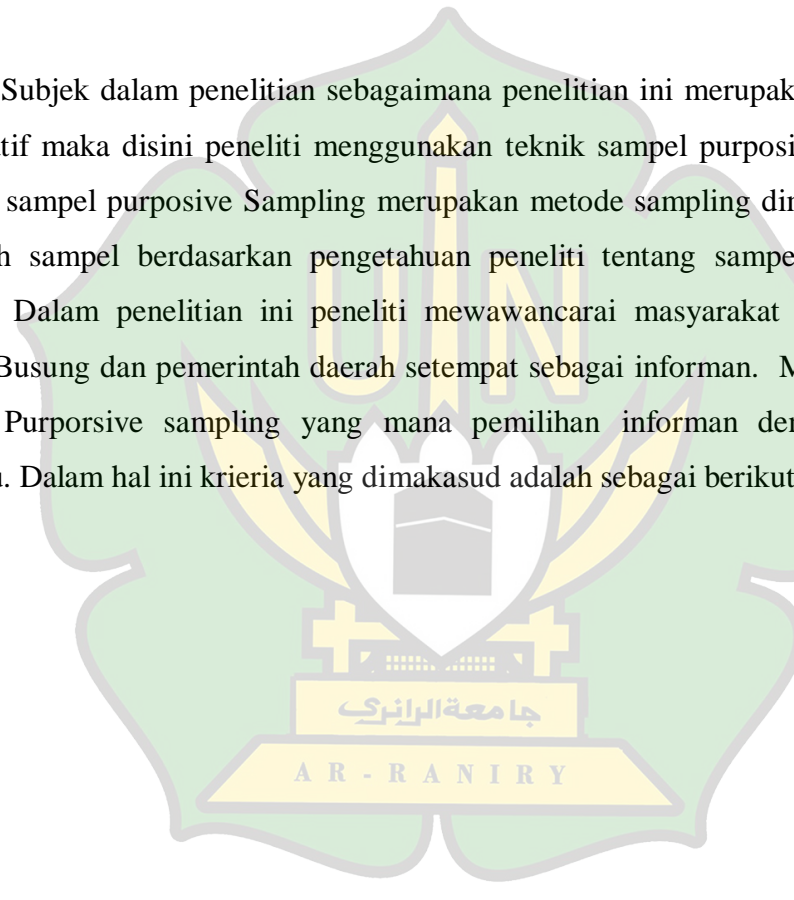 Subjek dalam penelitian sebagaimana penelitian ini merupak
tif maka disini peneliti menggunakan teknik sampel purposi
sampel purposive Sampling merupakan metode sampling di
h sampel berdasarkan pengetahuan peneliti tentang sampe
Dalam penelitian ini peneliti mewawancarai masyarakat
Busung dan pemerintah daerah setempat sebagai informan. M
Purporsive sampling yang mana pemilihan informan de
u. Dalam hal ini krieria yang dimakasud adalah sebagai berikut
UIN
جامعة الرانري
AR-RANIRY